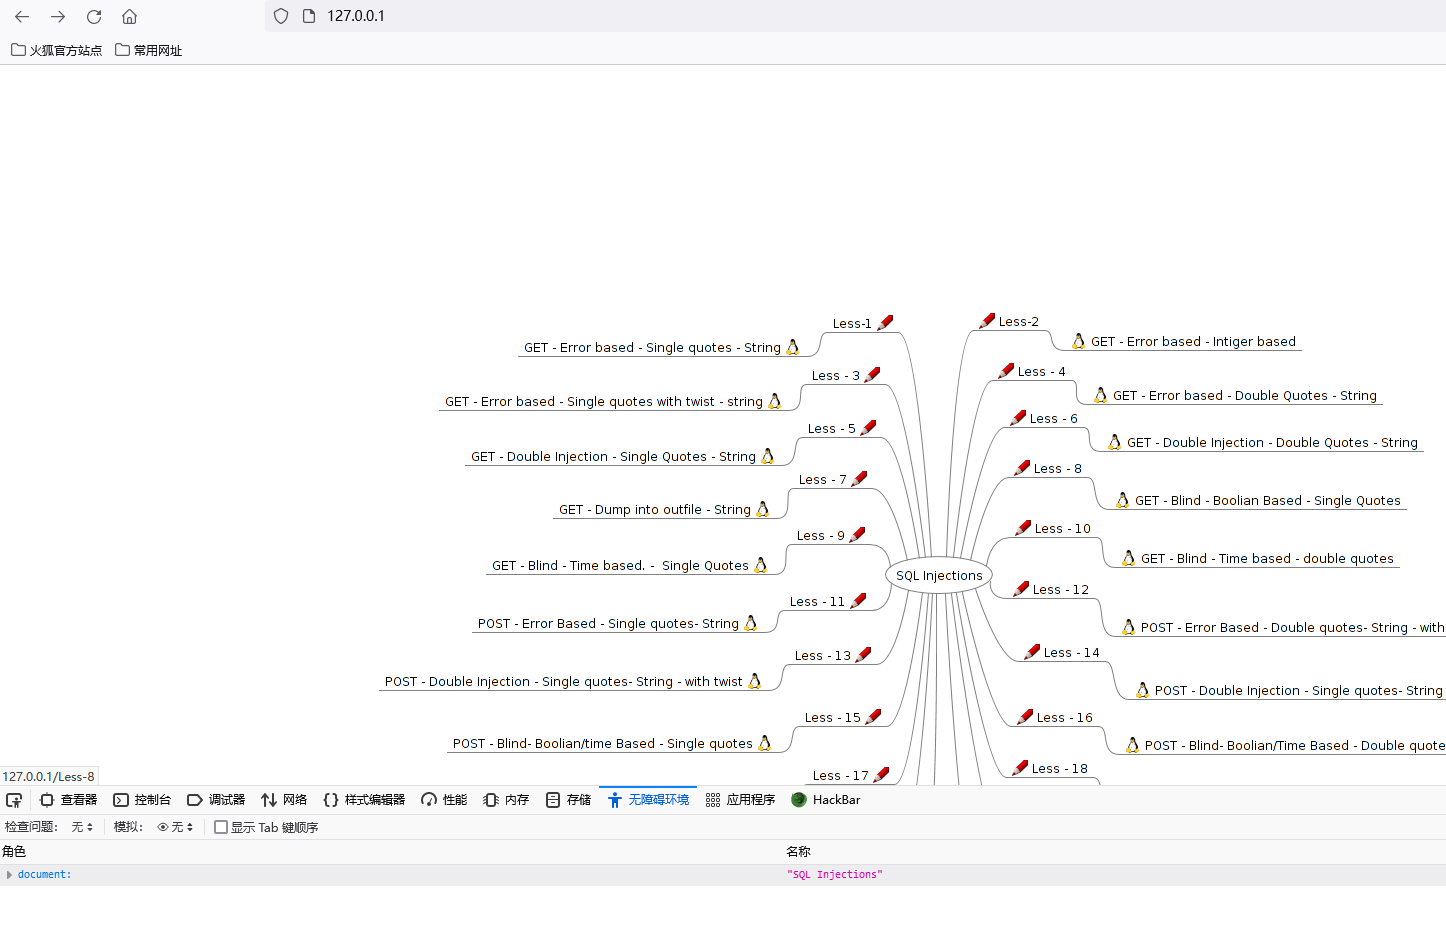 127.0.0.1
火狐官方站点 常用网址
Less-1
Less-2
GET - Error based - Single quotes - String
GET - Error based - Intiger based
Less - 3
Less - 4
GET - Error based - Single quotes with twist - string
GET - Error based - Double Quotes - String
Less - 5
Less - 6
GET - Double Injection - Single Quotes - String
GET - Double Injection - Double Quotes - String
Less - 7
Less - 8
GET - Dump into outfile - String
GET - Blind - Boolian Based - Single Quotes
Less - 9
Less - 10
GET - Blind - Time based. - Single Quotes
GET - Blind - Time based - double quotes
SQL Injections
Less - 11
Less - 12
POST - Error Based - Single quotes- String
POST - Error Based - Double quotes- String - with
Less - 13
Less - 14
POST - Double Injection - Single quotes- String - with twist
POST - Double Injection - Single quotes- String
Less - 15
Less - 16
POST - Blind- Boolian/time Based - Single quotes
POST - Blind- Boolian/Time Based - Double quote
Less - 17
Less - 18
127.0.0.1/Less-8
查看器 控制台 调试器 网络 样式编辑器 性能 内存 存储 无障碍环境 应用程序 HackBar
检查问题: 无 模拟: 无 显示 Tab 键顺序
角色 名称
document: "SQL Injections"